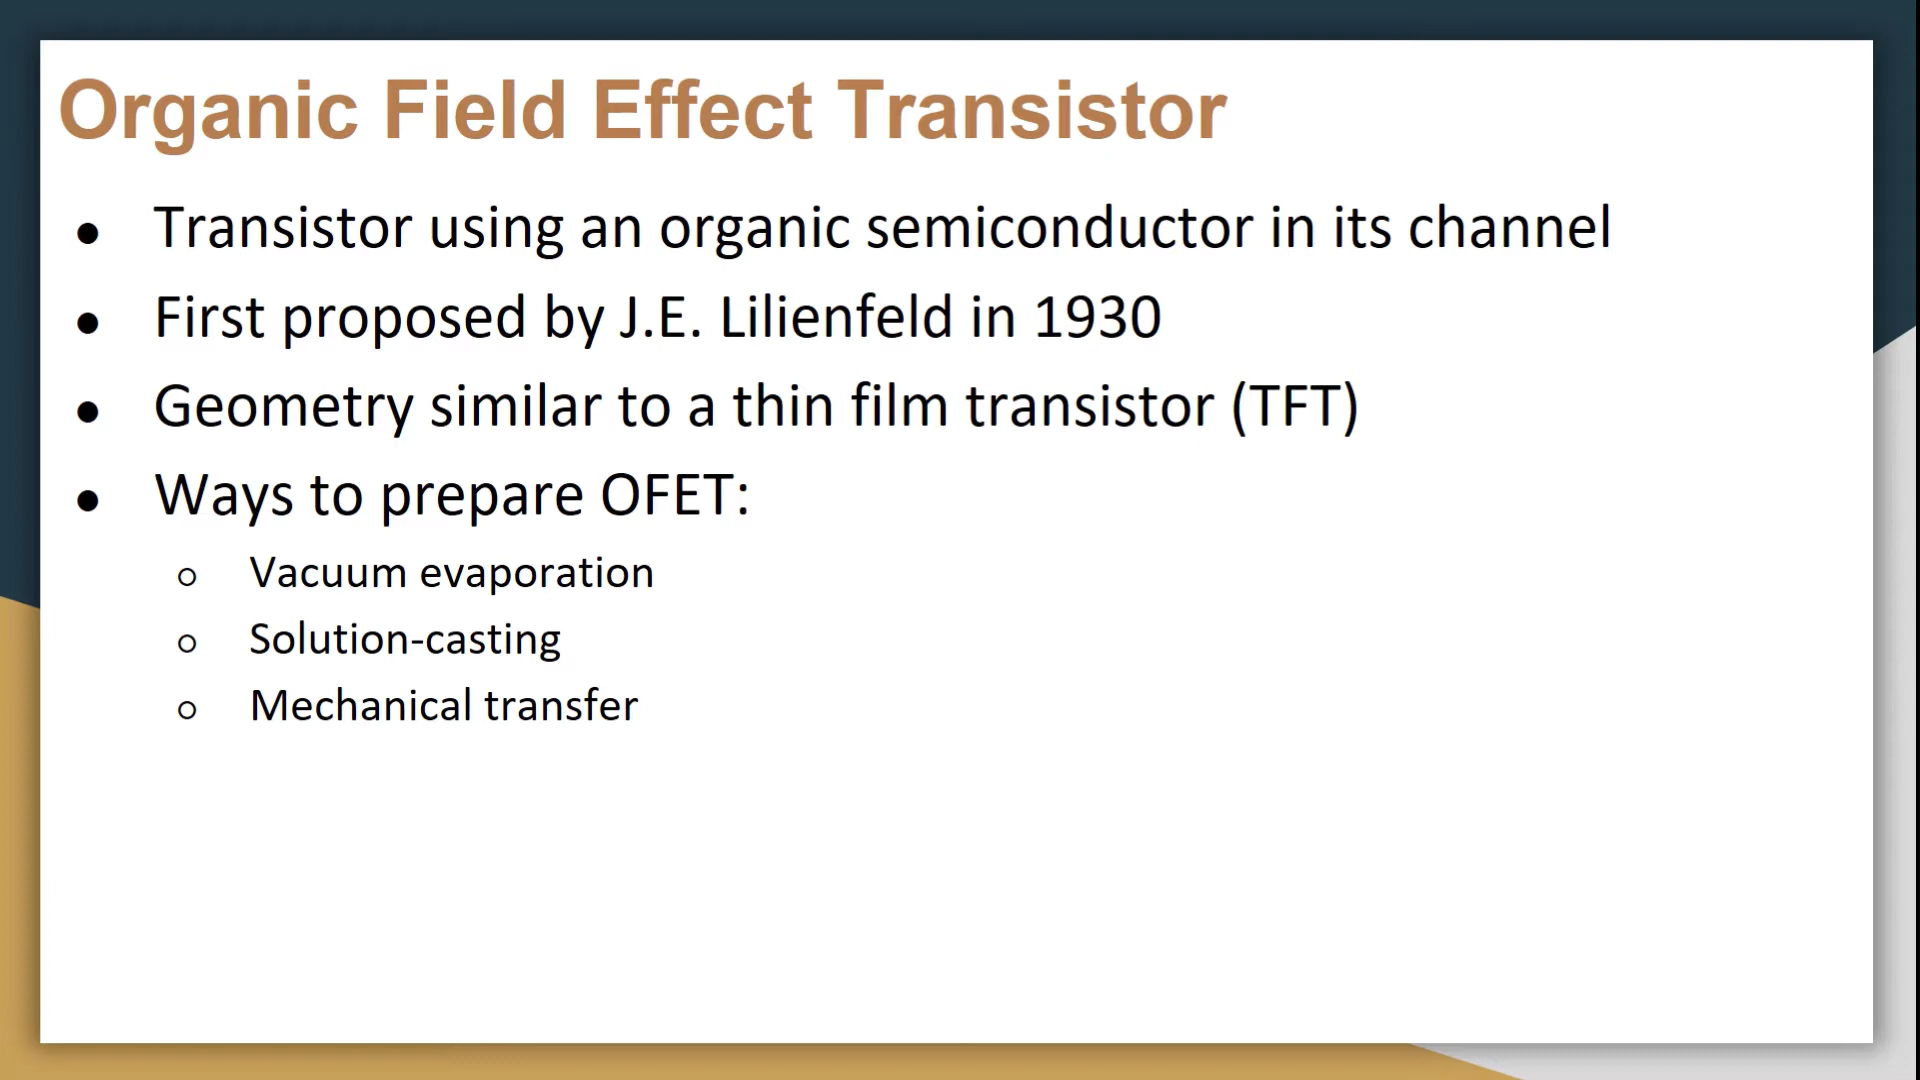 Organic Field Effect Transistor
● Transistor using an organic semiconductor in its channel
● First proposed by J.E. Lilienfeld in 1930
● Geometry similar to a thin film transistor (TFT)
● Ways to prepare OFET:
○ Vacuum evaporation
○ Solution-casting
○ Mechanical transfer